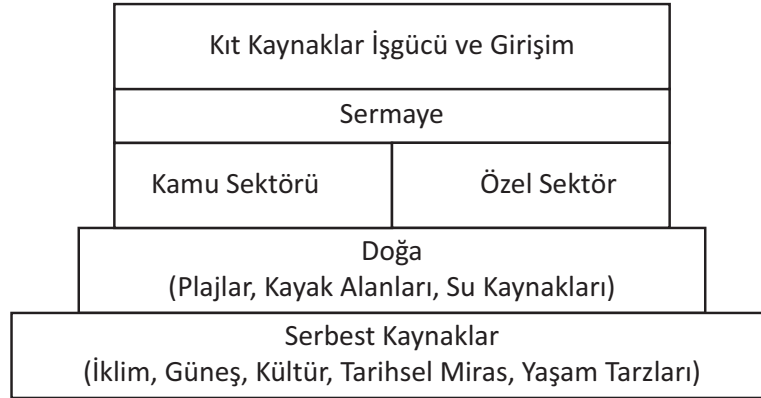 Kıt Kaynaklar İşgücü ve Girişim
Sermaye
Kamu Sektörü
Özel Sektör
Doğa
(Plajlar, Kayak Alanları, Su Kaynakları)
Serbest Kaynaklar
(İklim, Güneş, Kültür, Tarihsel Miras, Yaşam Tarzları)